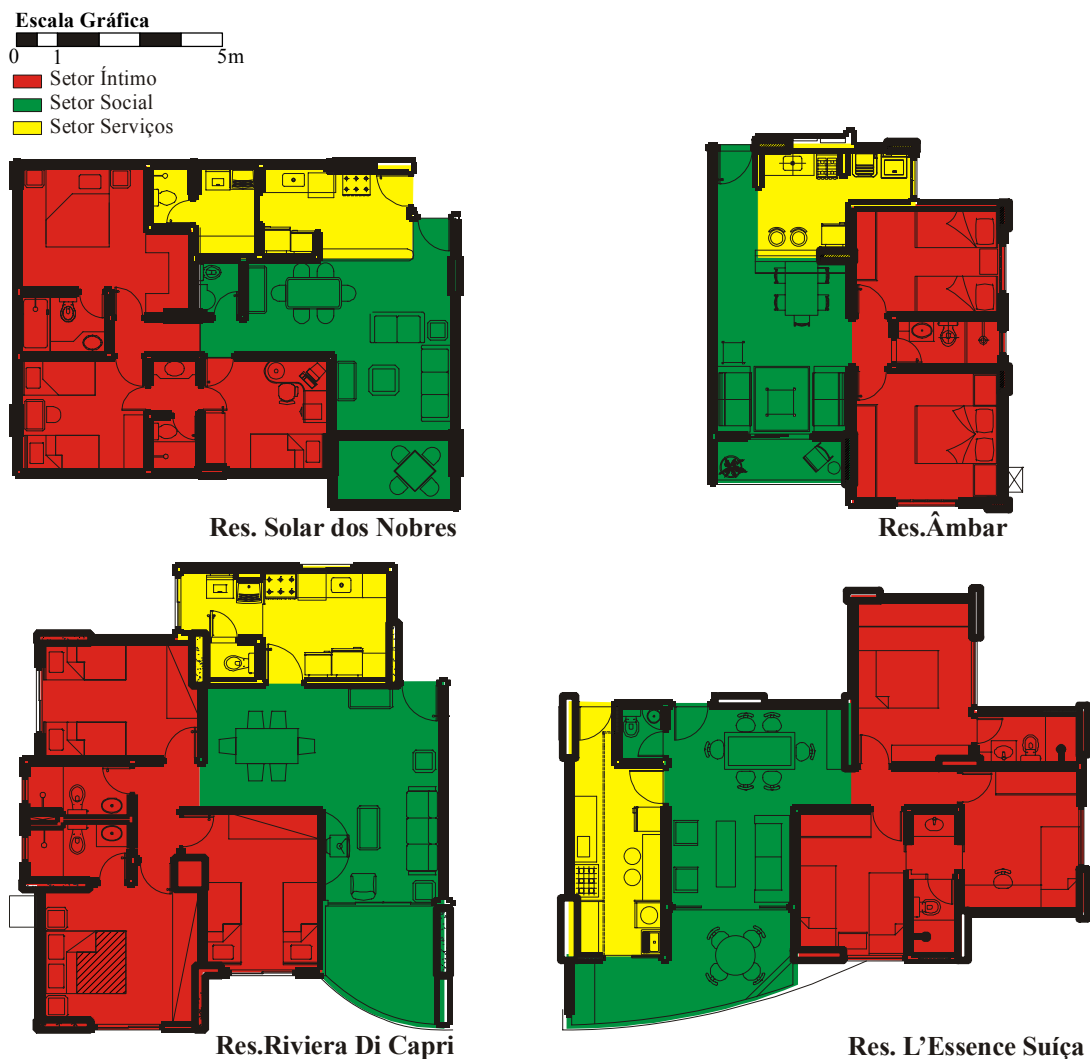 Escala Gráfica
0 1 5m
Setor Íntimo
Setor Social
Setor Serviços
Res. Solar dos Nobres
Res.Âmbar
Res.Riviera Di Capri
Res. L’Essence Suíça